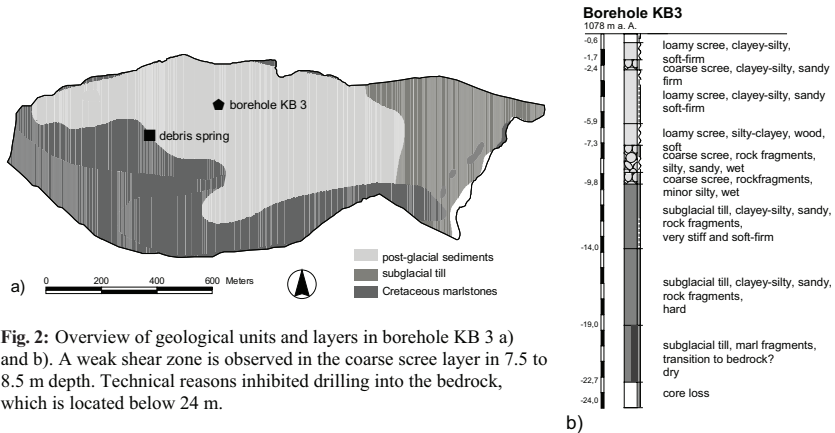 borehole KB 3
debris spring
post-glacial sediments
subglacial till
Cretaceous marlstones
a)
0 200 400 600 Meters
Fig. 2: Overview of geological units and layers in borehole KB 3 a)
and b). A weak shear zone is observed in the coarse scree layer in 7.5 to
8.5 m depth. Technical reasons inhibited drilling into the bedrock,
which is located below 24 m.
Borehole KB3
1078 m a. A.
-0,6
-1,7
-2,4
-5,9
-7,3
-9,8
-14,0
-19,0
-22,7
-24,0
loamy scree, clayey-silty,
soft-firm
coarse scree, clayey-silty, sandy
firm
loamy scree, clayey-silty, sandy
soft-firm
loamy scree, silty-clayey, wood,
soft
coarse scree, rock fragments,
silty, sandy, wet
coarse scree, rockfragments,
minor silty, wet
subglacial till, clayey-silty, sandy,
rock fragments,
very stiff and soft-firm
subglacial till, clayey-silty, sandy,
rock fragments,
hard
subglacial till, marl fragments,
transition to bedrock?
dry
core loss
b)